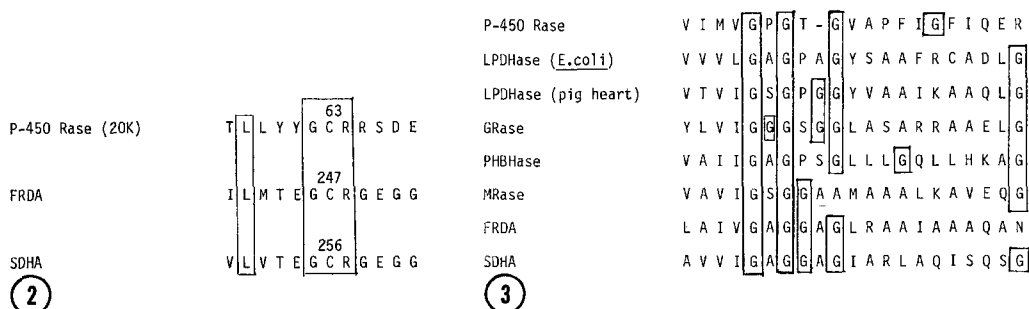 63
P-450 Rase (20K) T L L Y Y G C R R S D E
247
FRDA I L M T E G C R G E G G
256
SDHA V L V T E G C R G E G G
2
P-450 Rase V I M V G P G T - G V A P F I G F I Q E R
LPDHase (E.coli) V V V L G A G P A G Y S A A F R C A D L G
LPDHase (pig heart) V T V I G S G P G G Y V A A I K A A Q L G
GRase Y L V I G G G S G G L A S A R R A A E L G
PHBHase V A I I G A G P S G L L L G Q L L H K A G
MRase V A V I G S G G A A M A A A L K A V E Q G
FRDA L A I V G A G G A G L R A A I A A A Q A N
SDHA A V V I G A G G A G I A R L A Q I S Q S G
3